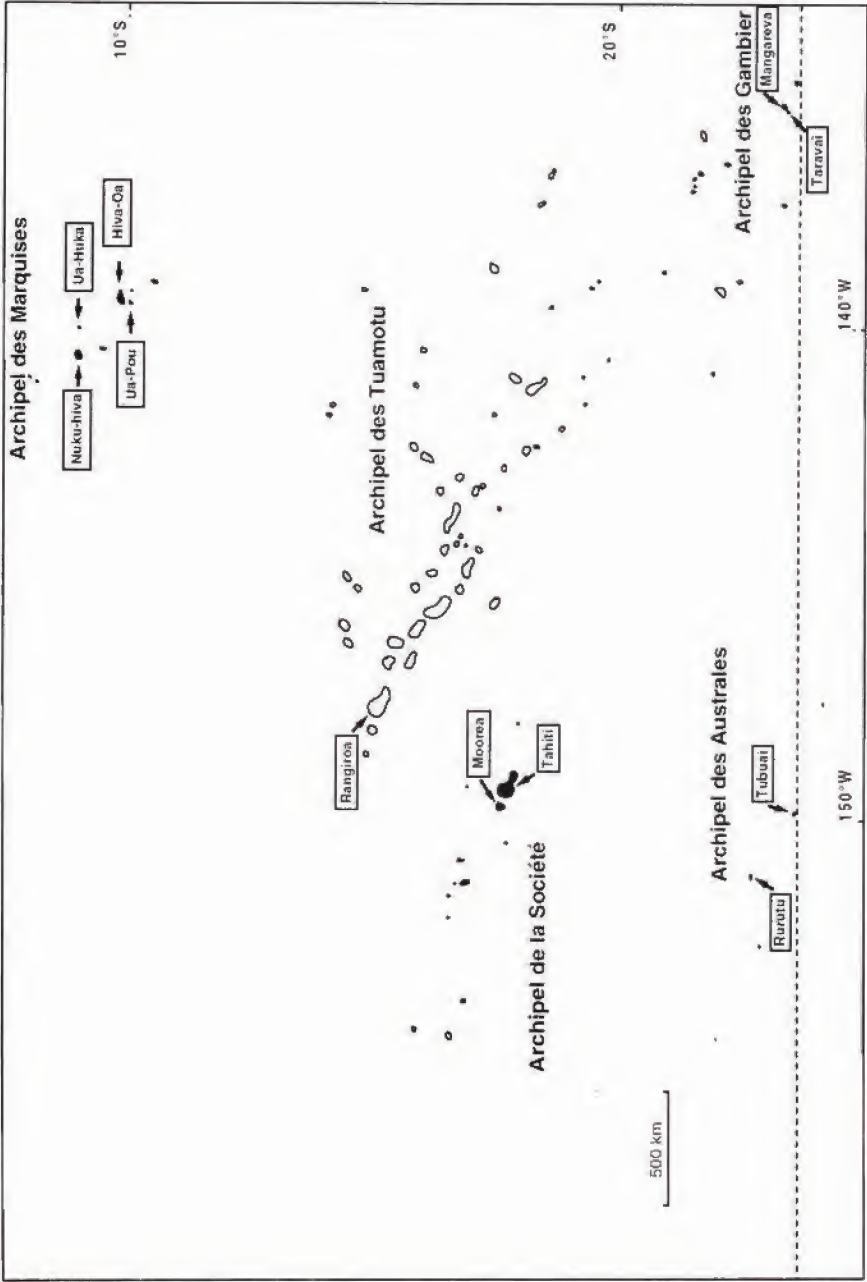 Archipel des Marquises
10°S.
Nuku-hiva
Ua-Huka
Ua-Pou
Hiva-Oa
Archipel des Tuamotu
Rangiroa
Moorea
Tahiti
Archipel de la Société
20°S
Archipel des Gambier
Mangareva
Taravai
Archipel des Australes
Rurutu
Tubuai
500 km
150°W
140°W